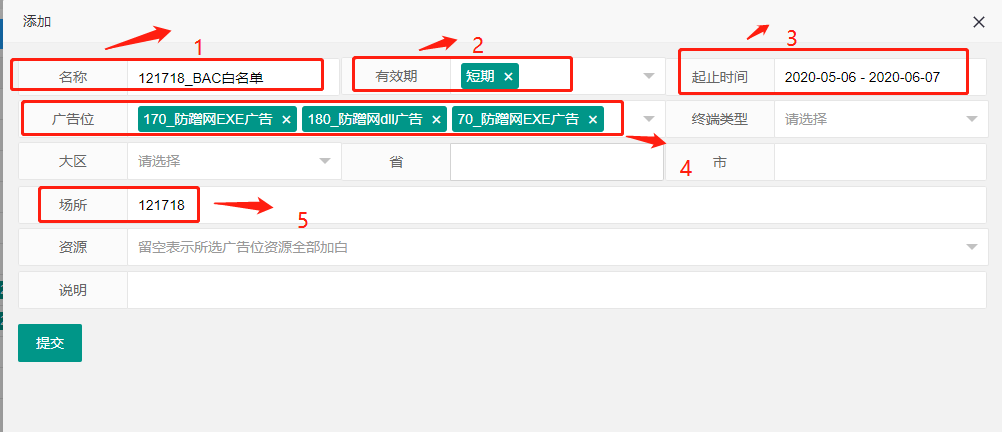 添加
1
2
3
名称 121718_BAC白名单 有效期 短期 × 起止时间 2020-05-06 - 2020-06-07
广告位 170_防蹭网EXE广告 × 180_防蹭网dll广告 × 70_防蹭网EXE广告 × 终端类型 请选择
4
大区 请选择 省 市
场所 121718
5
资源 留空表示所选广告位资源全部加白
说明
提交